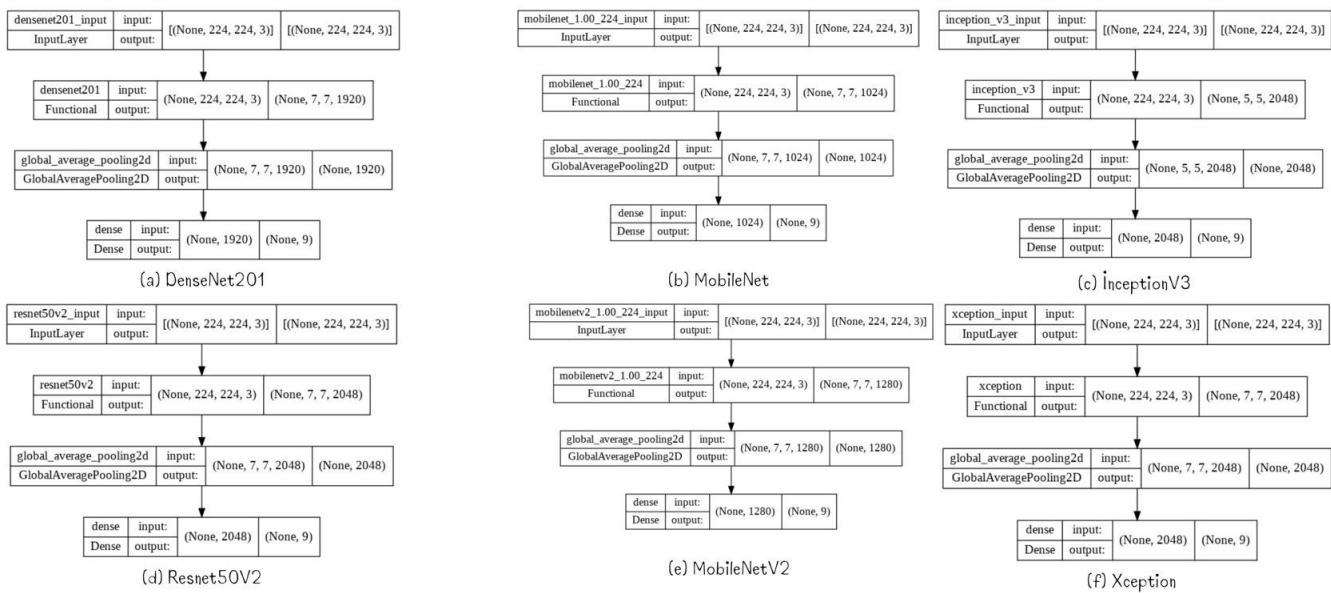 densenet201_input input: [(None, 224, 224, 3)] [(None, 224, 224, 3)]
InputLayer output:
densenet201 input: (None, 224, 224, 3) (None, 7, 7, 1920)
Functional output:
global_average_pooling2d input: (None, 7, 7, 1920) (None, 1920)
GlobalAveragePooling2D output:
dense input: (None, 1920) (None, 9)
Dense output:
(a) DenseNet201
mobilenet_1.00_224_input input: [(None, 224, 224, 3)] [(None, 224, 224, 3)]
InputLayer output:
mobilenet_1.00_224 input: (None, 224, 224, 3) (None, 7, 7, 1024)
Functional output:
global_average_pooling2d input: (None, 7, 7, 1024) (None, 1024)
GlobalAveragePooling2D output:
dense input: (None, 1024) (None, 9)
Dense output:
(b) MobileNet
inception_v3_input input: [(None, 224, 224, 3)] [(None, 224, 224, 3)]
InputLayer output:
inception_v3 input: (None, 224, 224, 3) (None, 5, 5, 2048)
Functional output:
global_average_pooling2d input: (None, 5, 5, 2048) (None, 2048)
GlobalAveragePooling2D output:
dense input: (None, 2048) (None, 9)
Dense output:
(c) İnceptionV3
resnet50v2_input input: [(None, 224, 224, 3)] [(None, 224, 224, 3)]
InputLayer output:
resnet50v2 input: (None, 224, 224, 3) (None, 7, 7, 2048)
Functional output:
global_average_pooling2d input: (None, 7, 7, 2048) (None, 2048)
GlobalAveragePooling2D output:
dense input: (None, 2048) (None, 9)
Dense output:
(d) Resnet50V2
mobilenetv2_1.00_224_input input: [(None, 224, 224, 3)] [(None, 224, 224, 3)]
InputLayer output:
mobilenetv2_1.00_224 input: (None, 224, 224, 3) (None, 7, 7, 1280)
Functional output:
global_average_pooling2d input: (None, 7, 7, 1280) (None, 1280)
GlobalAveragePooling2D output:
dense input: (None, 1280) (None, 9)
Dense output:
(e) MobileNetV2
xception_input input: [(None, 224, 224, 3)] [(None, 224, 224, 3)]
InputLayer output:
xception input: (None, 224, 224, 3) (None, 7, 7, 2048)
Functional output:
global_average_pooling2d input: (None, 7, 7, 2048) (None, 2048)
GlobalAveragePooling2D output:
dense input: (None, 2048) (None, 9)
Dense output:
(f) Xception